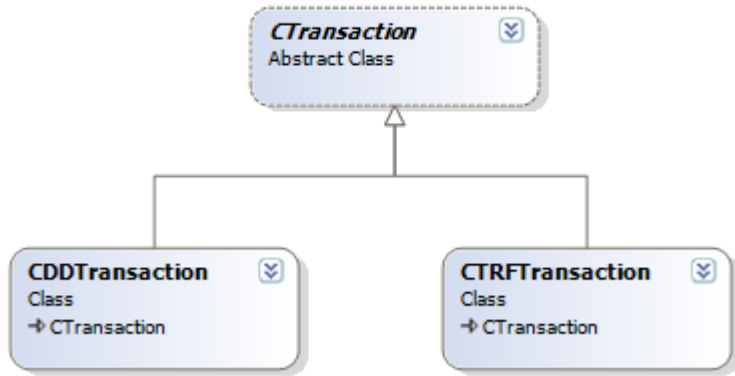 CTransaction
Abstract Class
CDDTransaction
Class
CTransaction
CTRFTransaction
Class
CTransaction